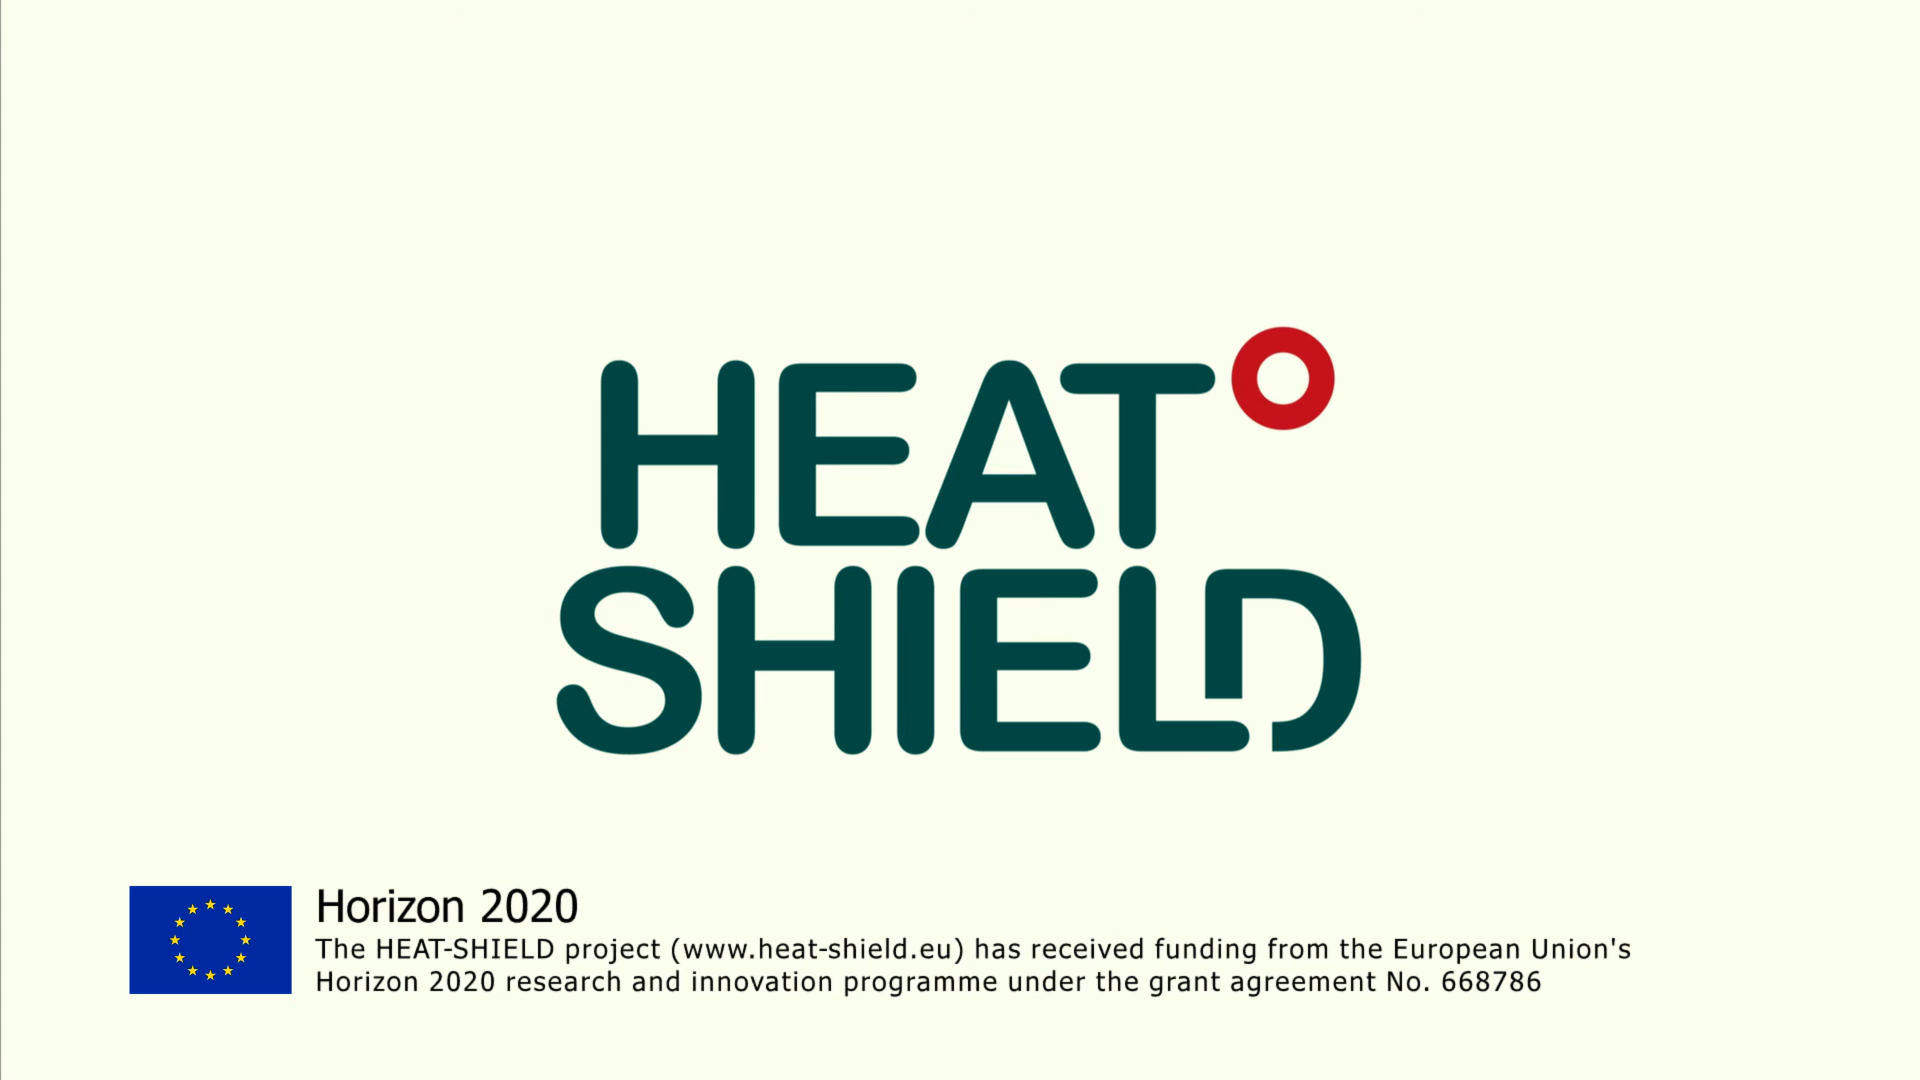 HEAT°
SHIELD
Horizon 2020
The HEAT-SHIELD project (www.heat-shield.eu) has received funding from the European Union's
Horizon 2020 research and innovation programme under the grant agreement No. 668786